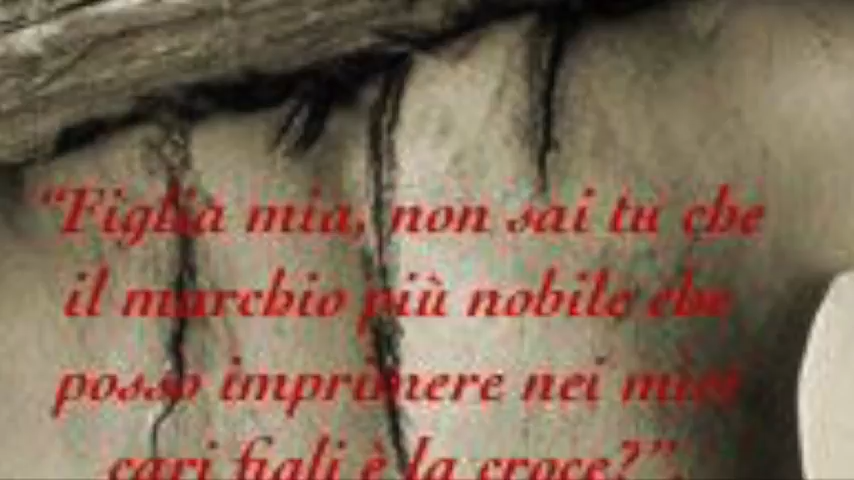 “Figlia mia, non sai tu che
il marchio più nobile che
posso imprimere nei miei
cari figli è la croce?”.